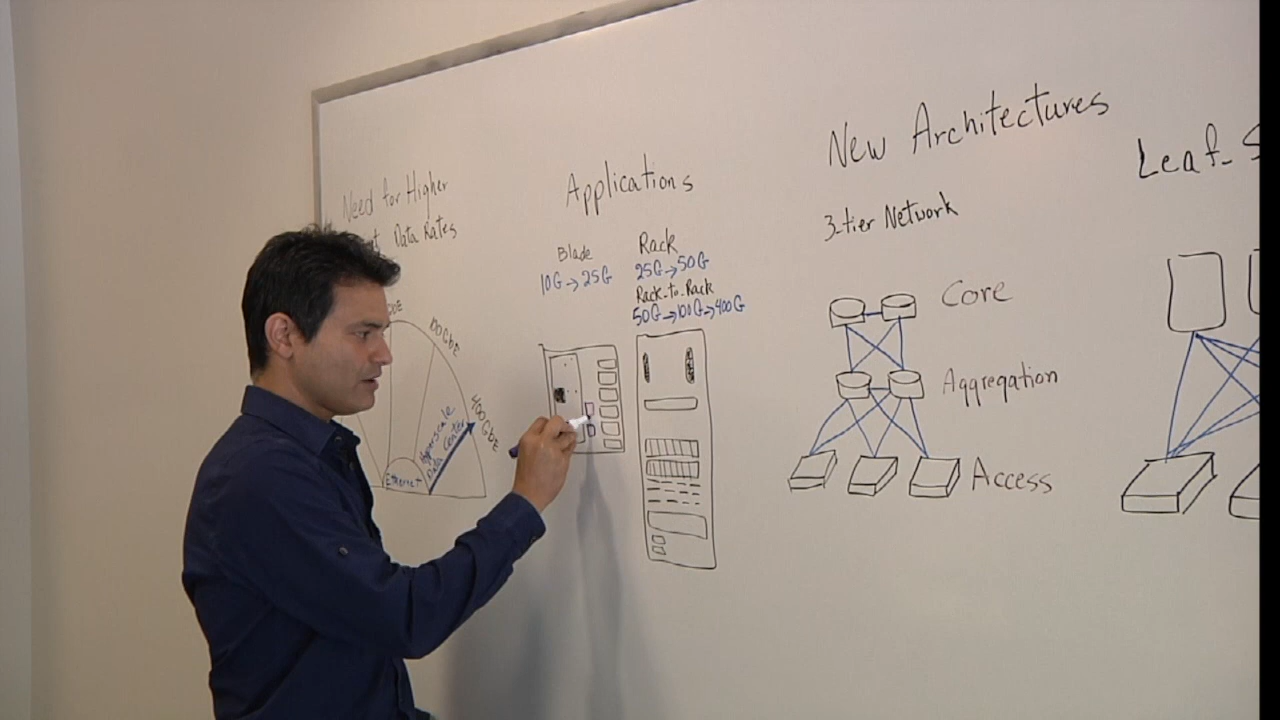 Need for Higher
Data Rates
100GbE
400GbE
Hyperscale
Data Center
Ethernet
Applications
Blade
10G→25G
Rack
25G→50G
Rack-to-Rack
50G→100G→400G
New Architectures
3-tier Network
Core
Aggregation
Access
Leaf-S